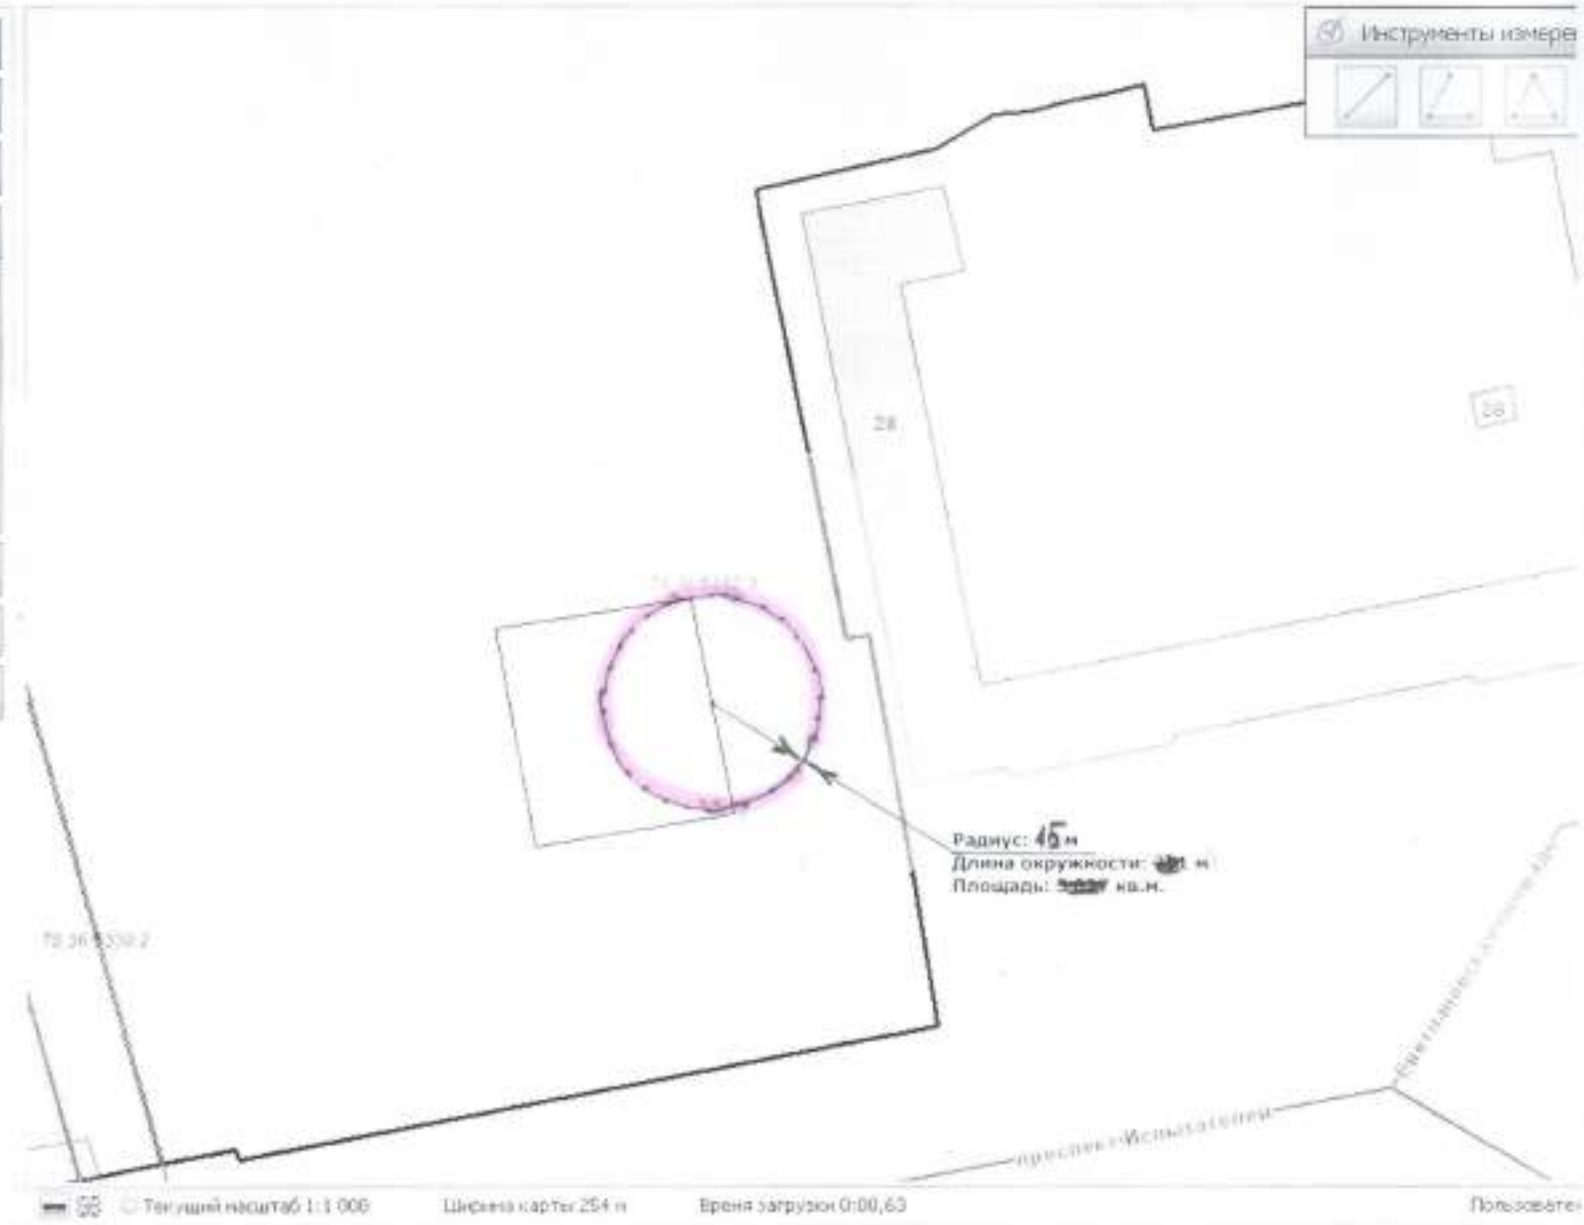 Инструменты измере
28
28
Радиус: 45 м
Длина окружности: м
Площадь: кв.м.
проспект Испытателей
Текущий масштаб 1:1 000
Ширина карты 254 м
Время загрузки 0:00,63
Пользовате